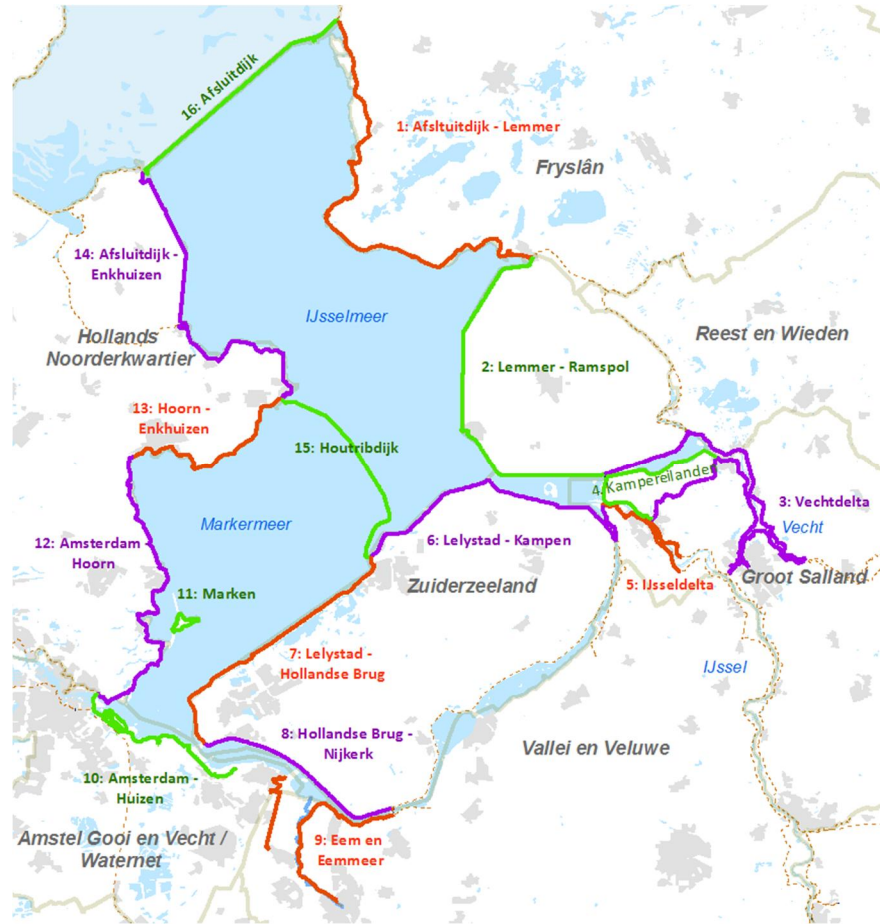 16: Afsluitdijk
1: Afsltuitdijk - Lemmer
Fryslân
14: Afsluitdijk -
Enkhuizen
IJsselmeer
Hollands
Noorderkwartier
Reest en Wieden
2: Lemmer - Ramspol
13: Hoorn -
Enkhuizen
15: Houtribdijk
4. Kampereilanden
3: Vechtdelta
Vecht
Markermeer
12: Amsterdam
Hoorn
6: Lelystad - Kampen
11: Marken
Zuiderzeeland
5: IJsseldelta
Groot Salland
7: Lelystad -
Hollandse Brug
IJssel
8: Hollandse Brug -
Nijkerk
Vallei en Veluwe
10: Amsterdam -
Huizen
Amstel Gooi en Vecht /
Waternet
9: Eem en
Eemmeer